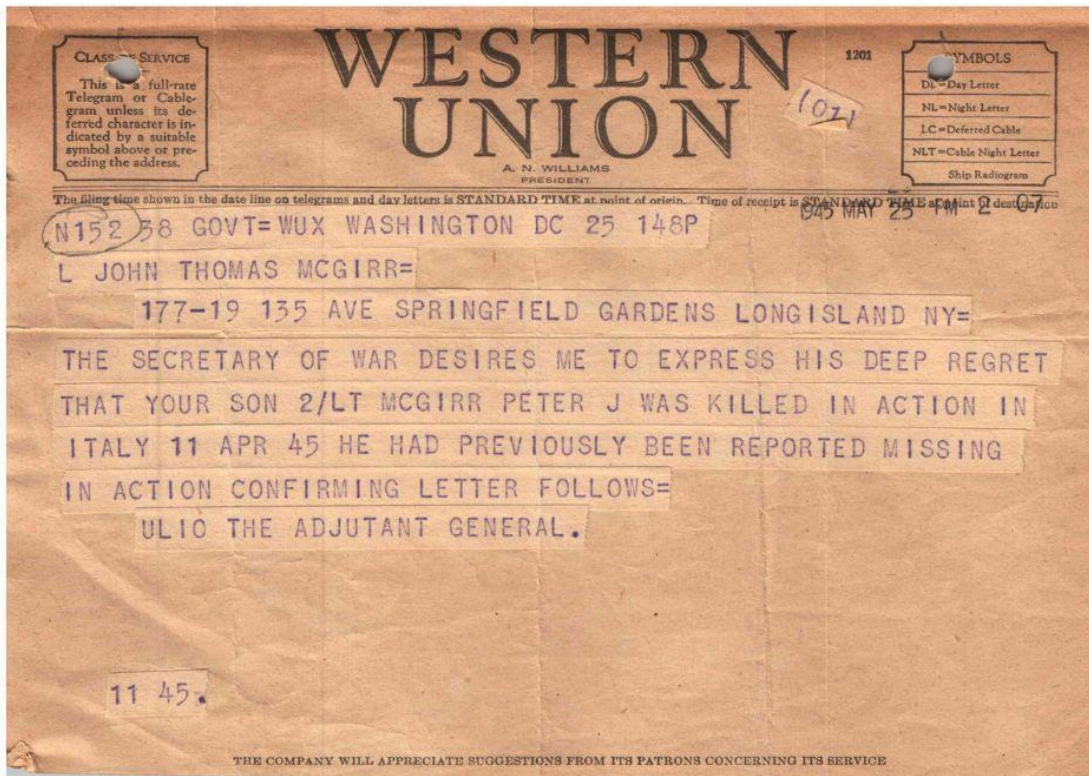 CLASS OF SERVICE
This is a full-rate
Telegram or Cable-
gram unless its de-
ferred character is in-
dicated by a suitable
symbol above or pre-
ceding the address.
WESTERN
UNION
A. N. WILLIAMS
PRESIDENT
1201
(07)
SYMBOLS
DL=Day Letter
NL=Night Letter
LC=Deferred Cable
NLT=Cable Night Letter
Ship Radiogram
The filing time shown in the date line on telegrams and day letters is STANDARD TIME at point of origin. Time of receipt is STANDARD TIME at point of destination
1945 MAY 25 PM 2 07
N152 38 GOVT=WUX WASHINGTON DC 25 148P
L JOHN THOMAS MCGIRR=
177-19 135 AVE SPRINGFIELD GARDENS LONGISLAND NY=
THE SECRETARY OF WAR DESIRES ME TO EXPRESS HIS DEEP REGRET
THAT YOUR SON 2/LT MCGIRR PETER J WAS KILLED IN ACTION IN
ITALY 11 APR 45 HE HAD PREVIOUSLY BEEN REPORTED MISSING
IN ACTION CONFIRMING LETTER FOLLOWS=
ULIO THE ADJUTANT GENERAL.
11 45.
THE COMPANY WILL APPRECIATE SUGGESTIONS FROM ITS PATRONS CONCERNING ITS SERVICE